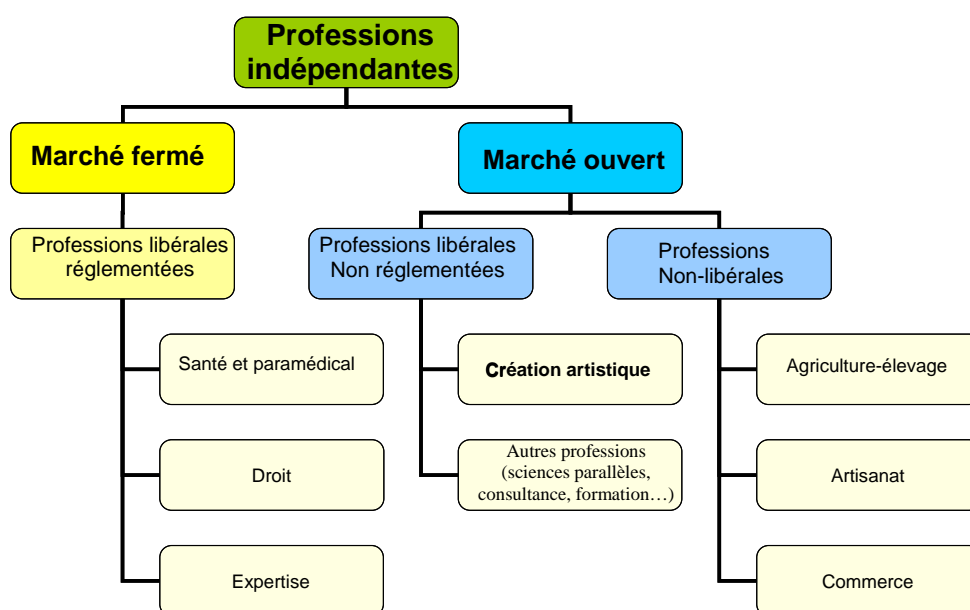 Professions
indépendantes
Marché fermé
Marché ouvert
Professions libérales
réglementées
Professions libérales
Non réglementées
Professions
Non-libérales
Santé et paramédical
Création artistique
Agriculture-élevage
Droit
Autres professions
(sciences parallèles,
consultance, formation…)
Artisanat
Expertise
Commerce